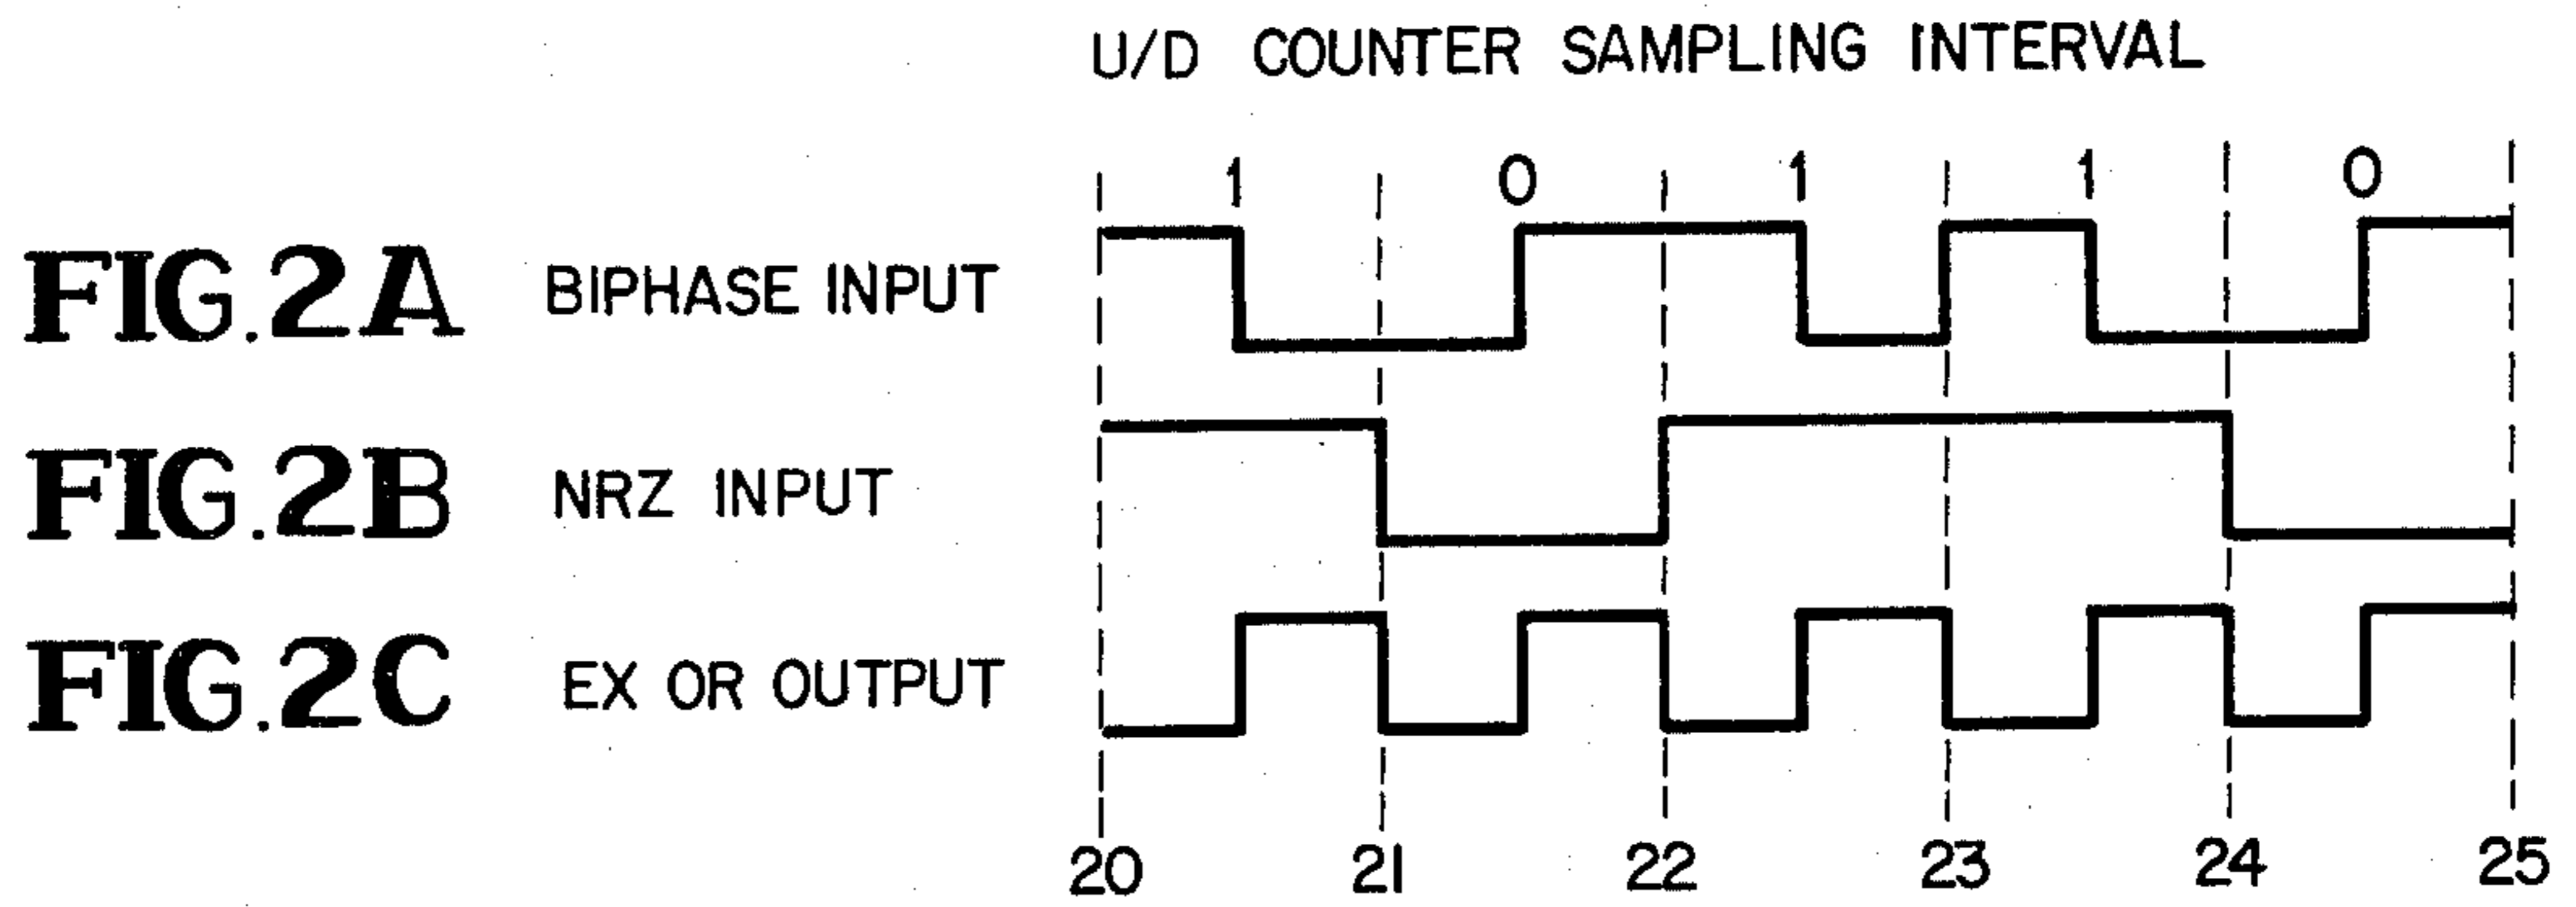 U/D COUNTER SAMPLING INTERVAL
1 0 1 1 0
FIG.2A BIPHASE INPUT
FIG.2B NRZ INPUT
FIG.2C EX OR OUTPUT
20 21 22 23 24 25